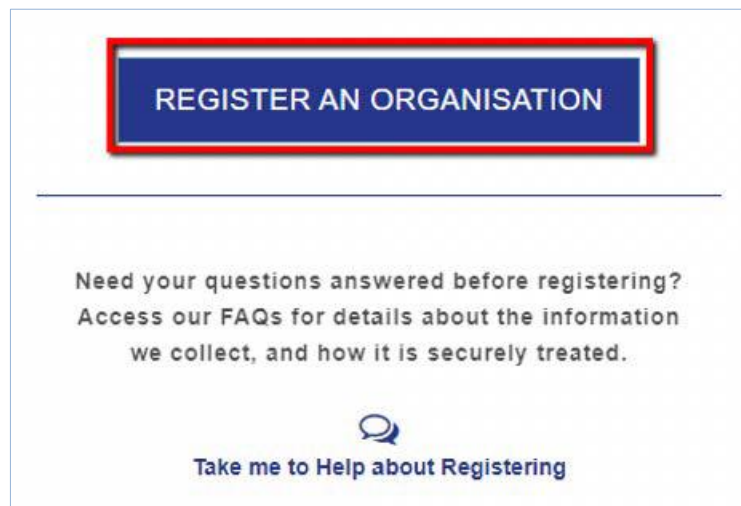 REGISTER AN ORGANISATION
Need your questions answered before registering?
Access our FAQs for details about the information
we collect, and how it is securely treated.
Take me to Help about Registering